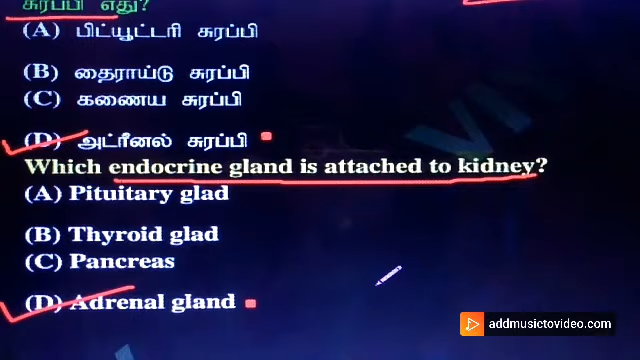 சுரப்பி எது?
(A) பிட்யூட்டரி சுரப்பி
(B) தைராய்டு சுரப்பி
(C) கணைய சுரப்பி
(D) அட்ரீனல் சுரப்பி
Which endocrine gland is attached to kidney?
(A) Pituitary glad
(B) Thyroid glad
(C) Pancreas
(D) Adrenal gland
addmusictovideo.com